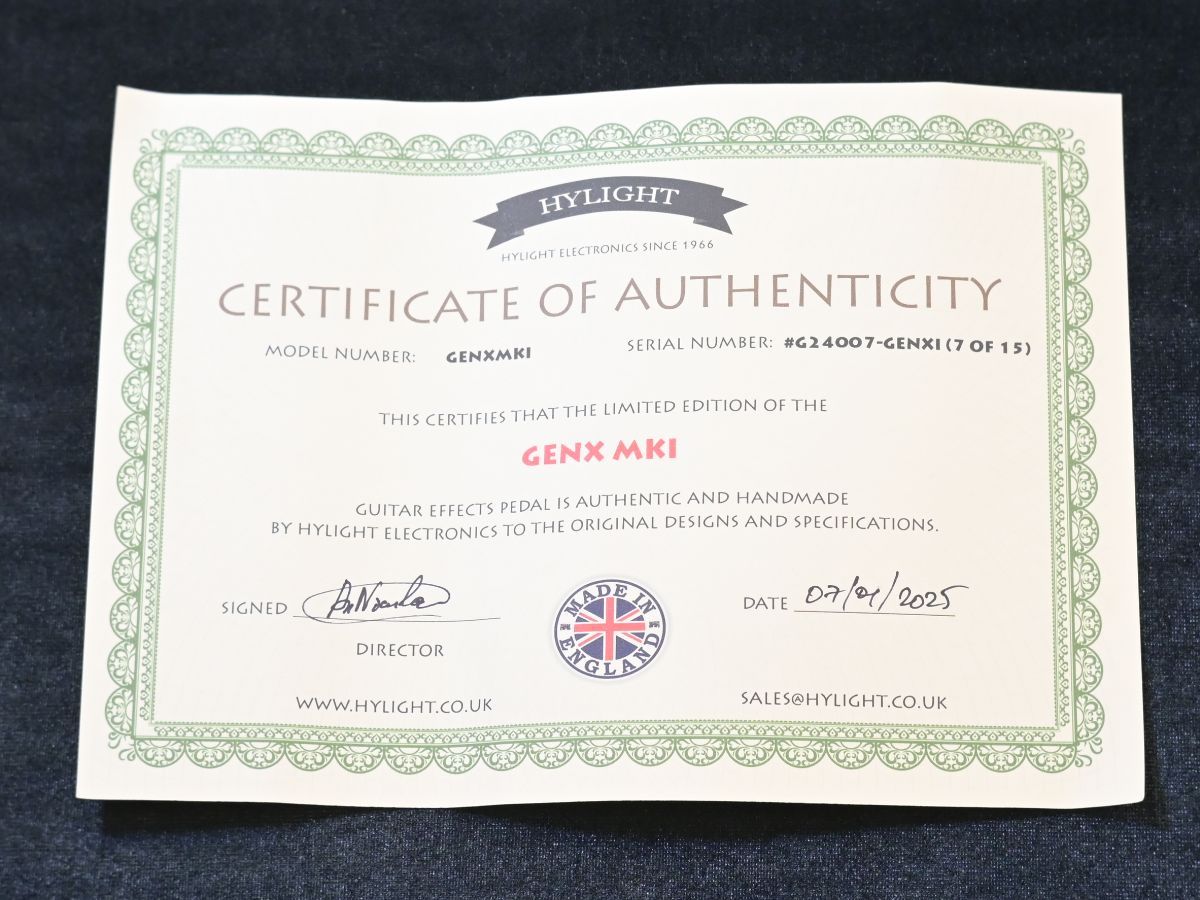 HYLIGHT
HYLIGHT ELECTRONICS SINCE 1966
CERTIFICATE OF AUTHENTICITY
MODEL NUMBER: GENXMKI SERIAL NUMBER: #G24007-GENXI (7 OF 15)
THIS CERTIFIES THAT THE LIMITED EDITION OF THE
GENX MKI
GUITAR EFFECTS PEDAL IS AUTHENTIC AND HANDMADE
BY HYLIGHT ELECTRONICS TO THE ORIGINAL DESIGNS AND SPECIFICATIONS.
SIGNED
DATE 07/01/2025
DIRECTOR
MADE IN ENGLAND
WWW.HYLIGHT.CO.UK SALES@HYLIGHT.CO.UK